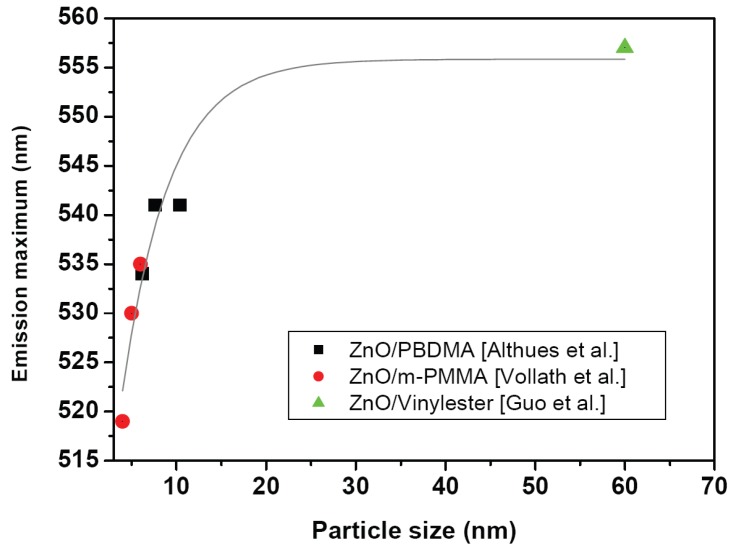 560
555
550
545
540
535
530
525
520
515
Emission maximum (nm)
ZnO/PBDMA [Althues et al.]
ZnO/m-PMMA [Vollath et al.]
ZnO/Vinylester [Guo et al.]
10 20 30 40 50 60 70
Particle size (nm)